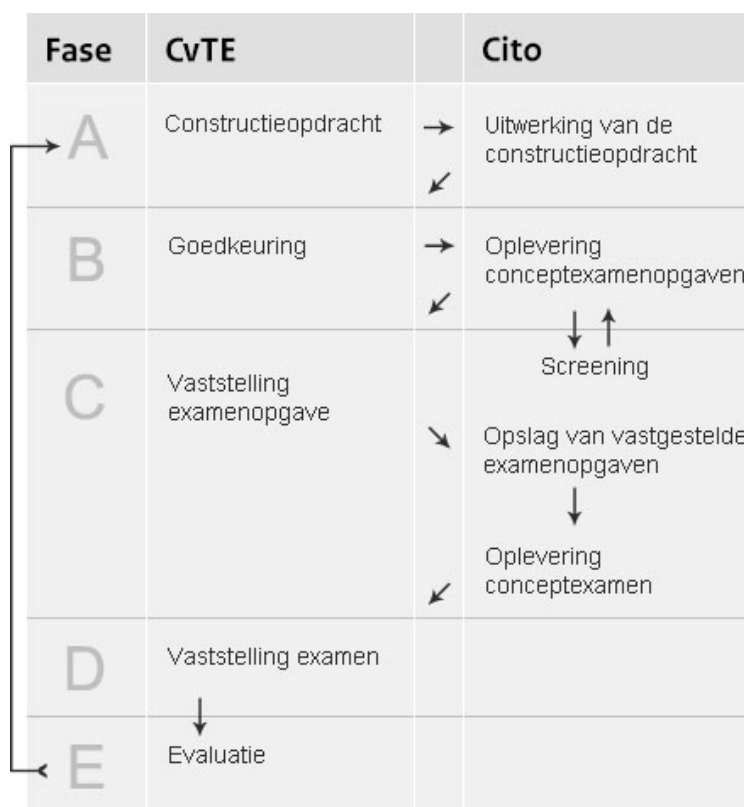 Fase CvTE Cito
A Constructieopdracht Uitwerking van de
constructieopdracht
B Goedkeuring Oplevering
conceptexamenopgaven
Screening
C Vaststelling
examenopgave
Opslag van vastgestelde
examenopgaven
Oplevering
conceptexamen
D Vaststelling examen
E Evaluatie